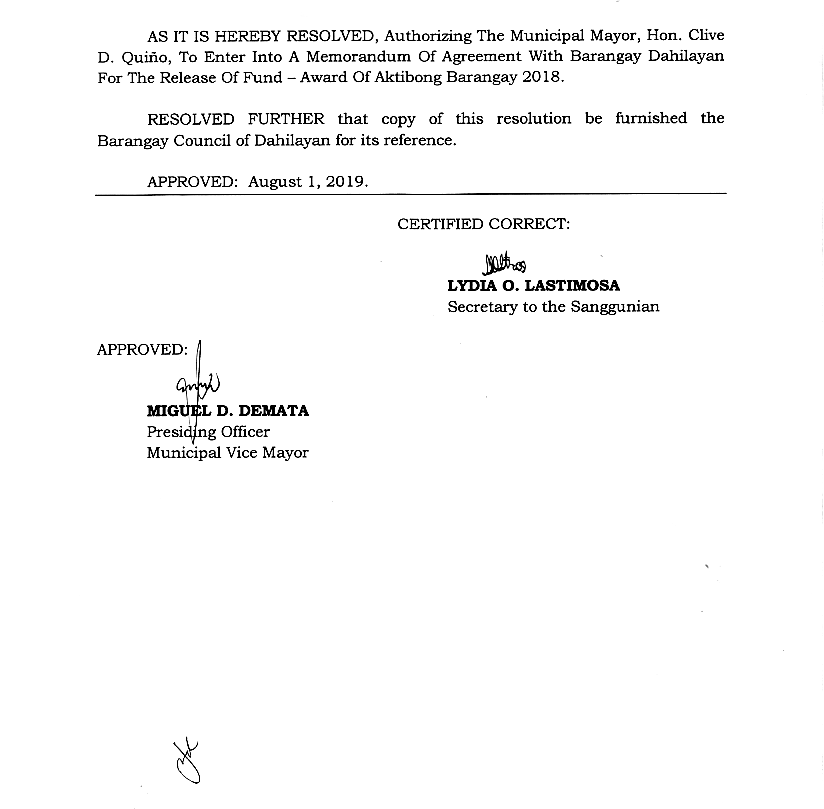 AS IT IS HEREBY RESOLVED, Authorizing The Municipal Mayor, Hon. Clive
D. Quiño, To Enter Into A Memorandum Of Agreement With Barangay Dahilayan
For The Release Of Fund – Award Of Aktibong Barangay 2018.
RESOLVED FURTHER that copy of this resolution be furnished the
Barangay Council of Dahilayan for its reference.
APPROVED: August 1, 2019.
CERTIFIED CORRECT:
LYDIA O. LASTIMOSA
Secretary to the Sanggunian
APPROVED:
MIGUEL D. DEMATA
Presiding Officer
Municipal Vice Mayor